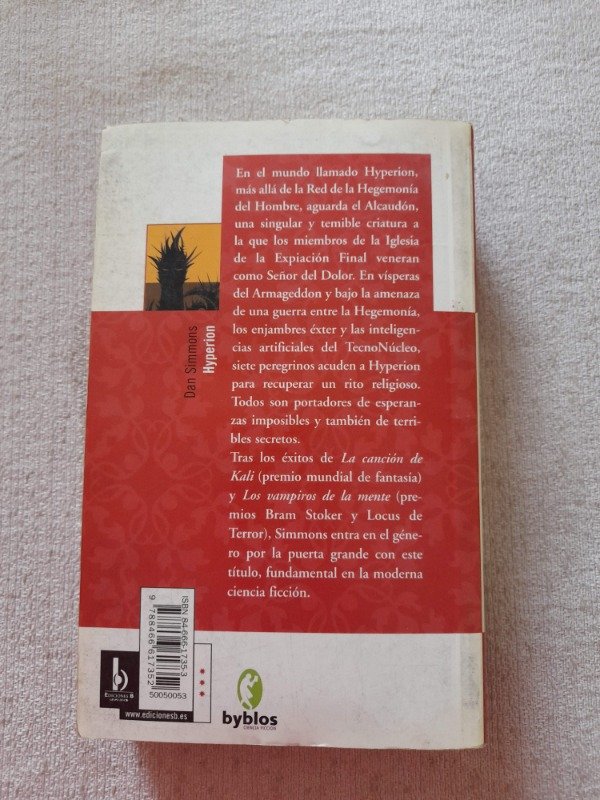 En el mundo llamado Hyperion,
más allá de la Red de la Hegemonía
del Hombre, aguarda el Alcaudón,
una singular y temible criatura a
la que los miembros de la Iglesia
de la Expiación Final veneran
como Señor del Dolor. En vísperas
del Armageddon y bajo la amenaza
de una guerra entre la Hegemonía,
los enjambres éxter y las inteligen-
cias artificiales del TecnoNúcleo,
siete peregrinos acuden a Hyperion
para recuperar un rito religioso.
Todos son portadores de esperan-
zas imposibles y también de terri-
bles secretos.
Tras los éxitos de La canción de
Kali (premio mundial de fantasía)
y Los vampiros de la mente (pre-
mios Bram Stoker y Locus de
Terror), Simmons entra en el géne-
ro por la puerta grande con este
título, fundamental en la moderna
ciencia ficción.
Dan Simmons
Hyperion
ISBN 84-666-1735-3
9 788466 617352
50050053
b
EDICIONES B
www.edicionesb.es
***
byblos
CIENCIA FICCIÓN